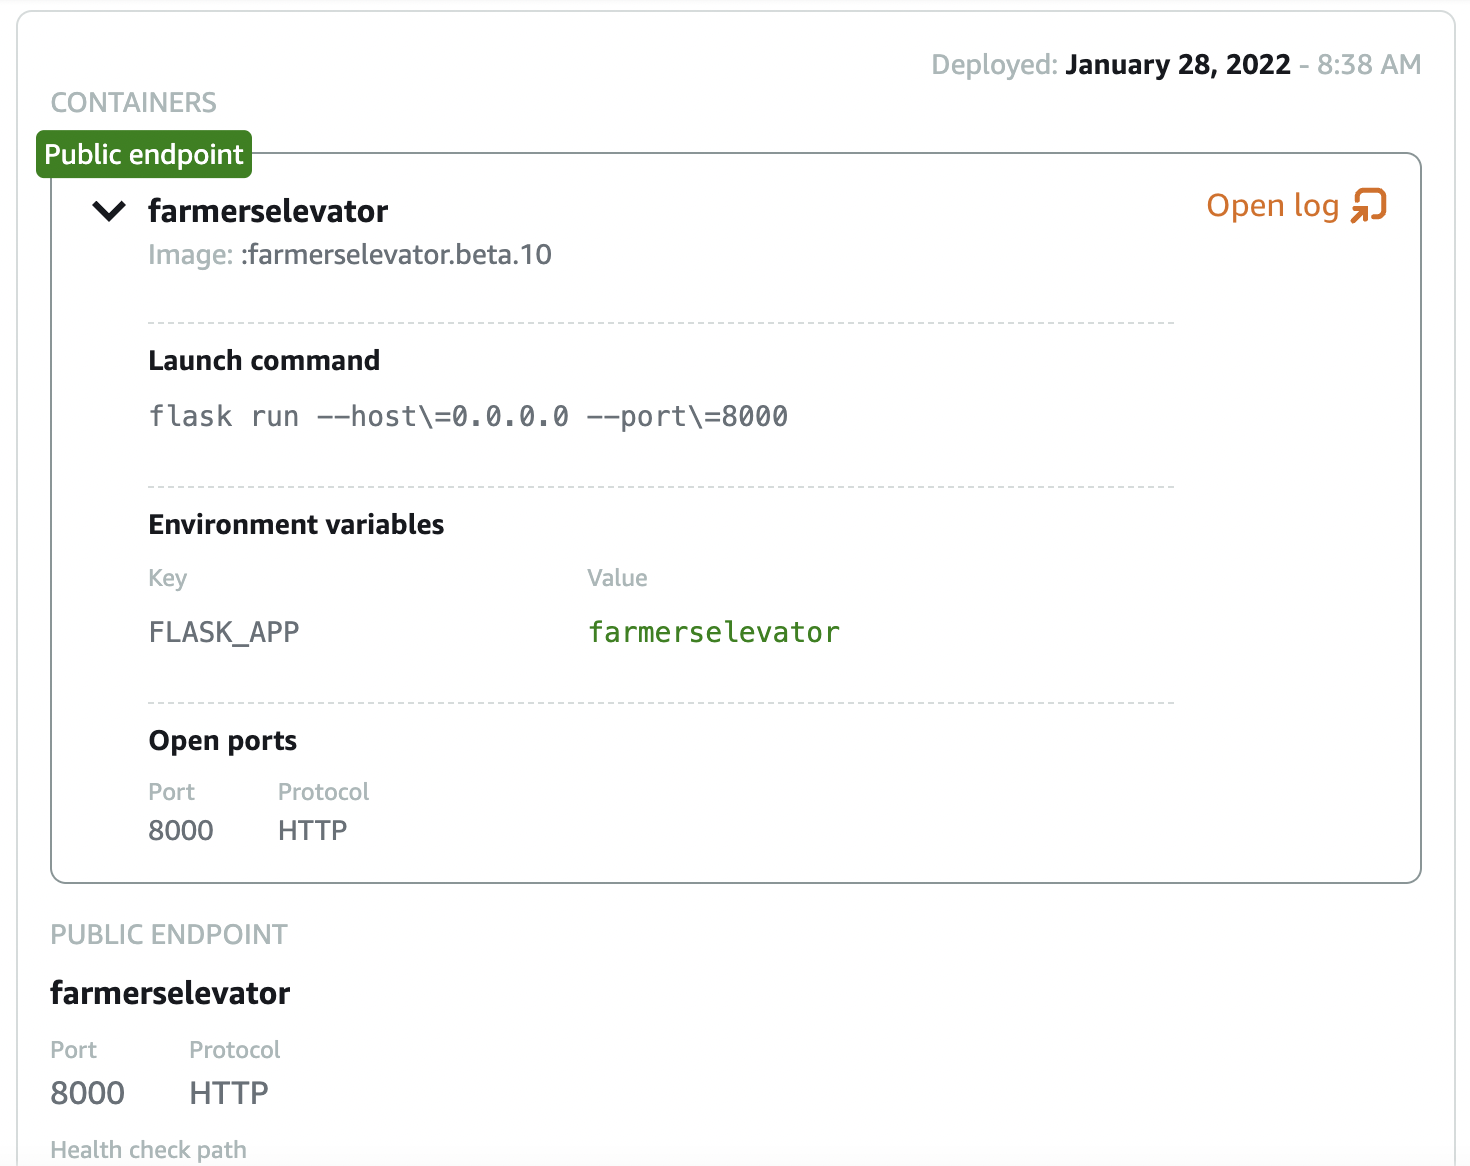 Deployed: January 28, 2022 - 8:38 AM
CONTAINERS
Public endpoint
farmerselevator
Open log
Image: :farmerselevator.beta.10
Launch command
flask run --host\=0.0.0.0 --port\=8000
Environment variables
Key Value
FLASK_APP farmerselevator
Open ports
Port Protocol
8000 HTTP
PUBLIC ENDPOINT
farmerselevator
Port Protocol
8000 HTTP
Health check path